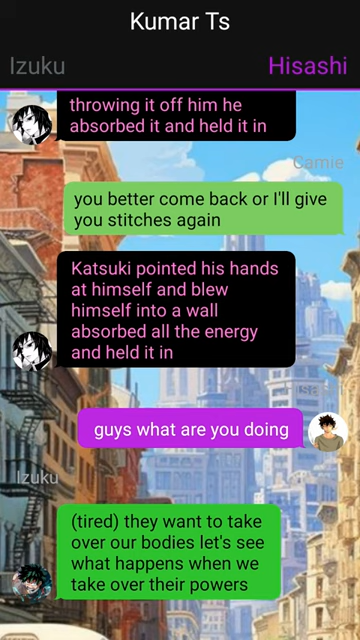 Kumar Ts
Izuku
Hisashi
throwing it off him he
absorbed it and held it in
Camie
you better come back or I'll give
you stitches again
Katsuki pointed his hands
at himself and blew
himself into a wall
absorbed all the energy
and held it in
guys what are you doing
Izuku
(tired) they want to take
over our bodies let's see
what happens when we
take over their powers